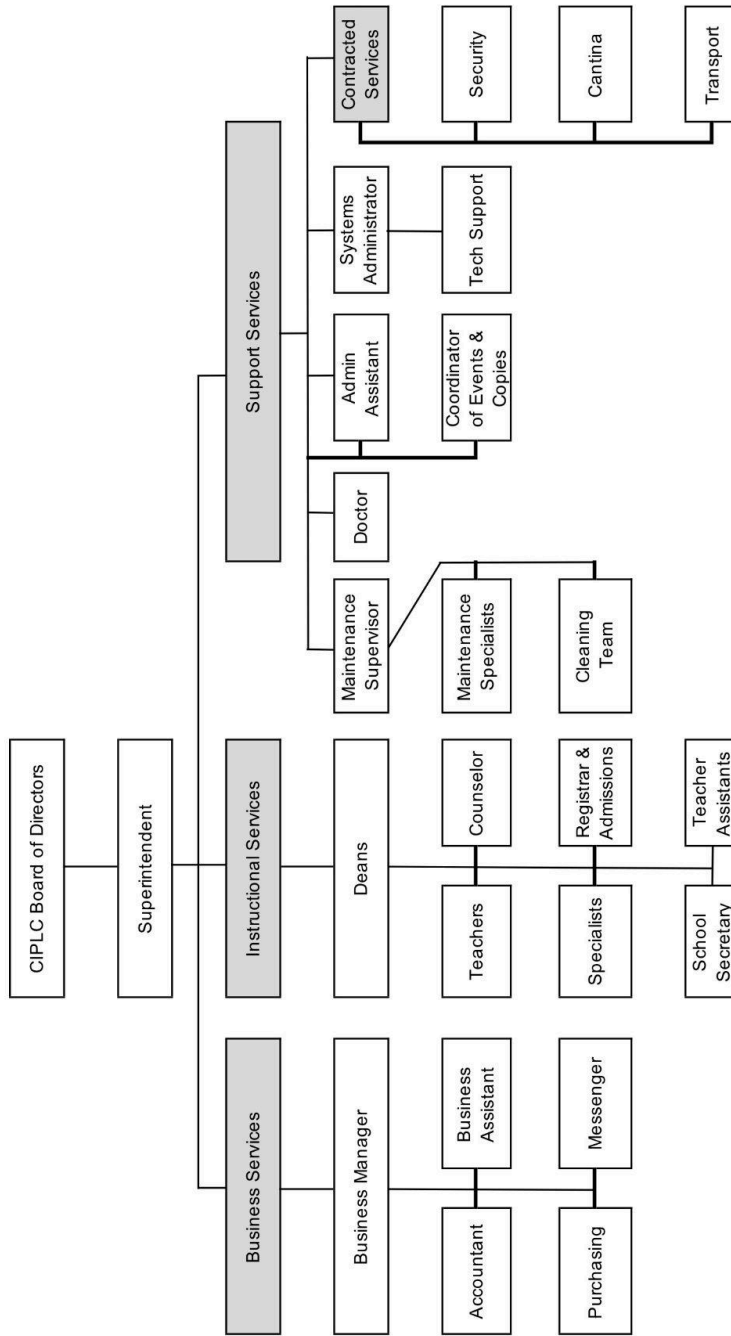 CIPLC Board of Directors
Superintendent
Business Services
Instructional Services
Support Services
Business Manager
Deans
Maintenance
Supervisor
Doctor
Admin
Assistant
Systems
Administrator
Contracted
Services
Accountant
Business
Assistant
Teachers
Counselor
Maintenance
Specialists
Coordinator
of Events &
Copies
Tech Support
Security
Purchasing
Messenger
Specialists
Registrar &
Admissions
Cleaning
Team
Cantina
School
Secretary
Teacher
Assistants
Transport